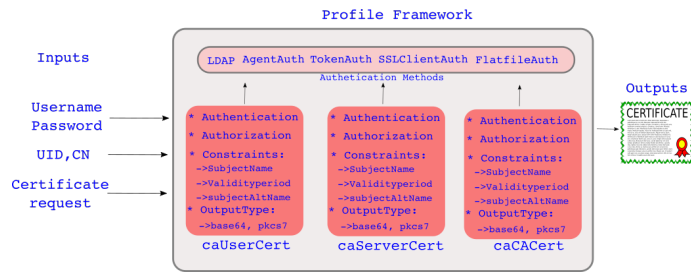 Profile Framework
Inputs
LDAP AgentAuth TokenAuth SSLClientAuth FlatfileAuth
Authetication Methods
Outputs
Username
Password
UID,CN
Certificate
request
* Authentication
* Authorization
* Constraints:
->SubjectName
->Validityperiod
->subjectAltName
* OutputType:
->base64, pkcs7
caUserCert
* Authentication
* Authorization
* Constraints:
->SubjectName
->Validityperiod
->subjectAltName
* OutputType:
->base64, pkcs7
caServerCert
* Authentication
* Authorization
* Constraints:
->SubjectName
->Validityperiod
->subjectAltName
* OutputType:
->base64, pkcs7
caCACert
CERTIFICATE